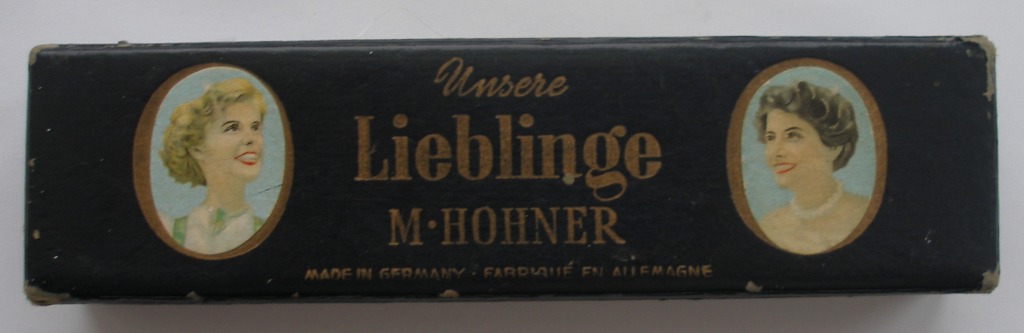 Unsere
Lieblinge
M·HOHNER
MADE IN GERMANY · FABRIQUÉ EN ALLEMAGNE